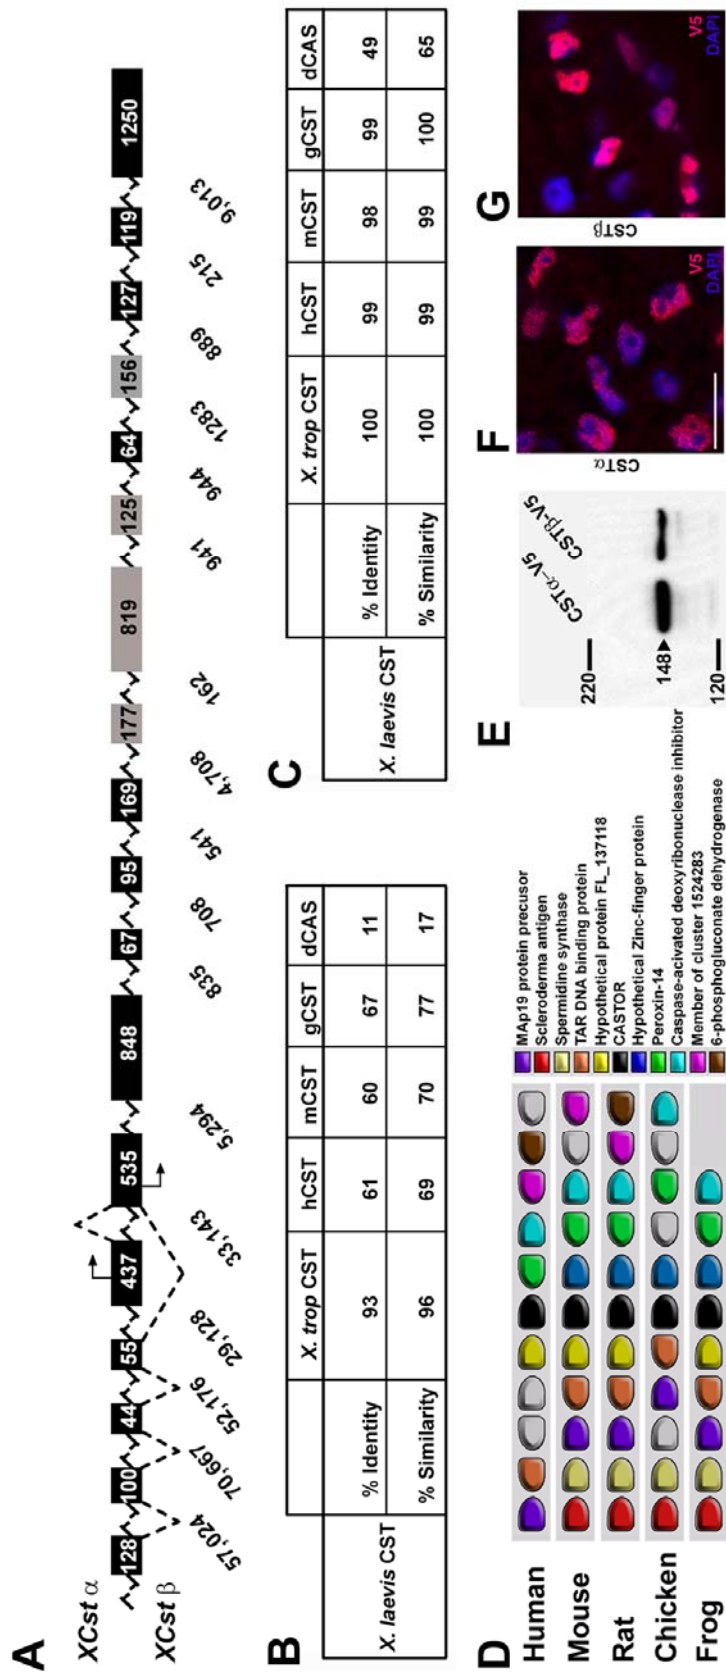 A
XCst α
XCst β
128 100 44 55 437 535 848 67 95 169 177 819 125 64 156 127 119 1250
57,024 70,667 52,176 29,128 33,143 5,294 835 708 541 4,708 162 941 944 1283 889 215 9,013
B
X. trop CST hCST mCST gCST dCAS
X. laevis CST
% Identity 93 61 60 67 11
% Similarity 96 69 70 77 17
C
X. trop CST hCST mCST gCST dCAS
X. laevis CST
% Identity 100 99 98 99 49
% Similarity 100 99 99 100 65
D
Human
Mouse
Rat
Chicken
Frog
MAp19 protein precusor
Scleroderma antigen
Spermidine synthase
TAR DNA binding protein
Hypothetical protein FL_137118
CASTOR
Hypothetical Zinc-finger protein
Peroxin-14
Caspase-acivated deoxyribonuclease inhibitor
Member of cluster 1524283
6-phosphogluconate dehydrogenase
E
CSTα-V5
CSTβ-V5
220
148
120
F
CSTα
V5
DAPI
G
CSTβ
V5
DAPI